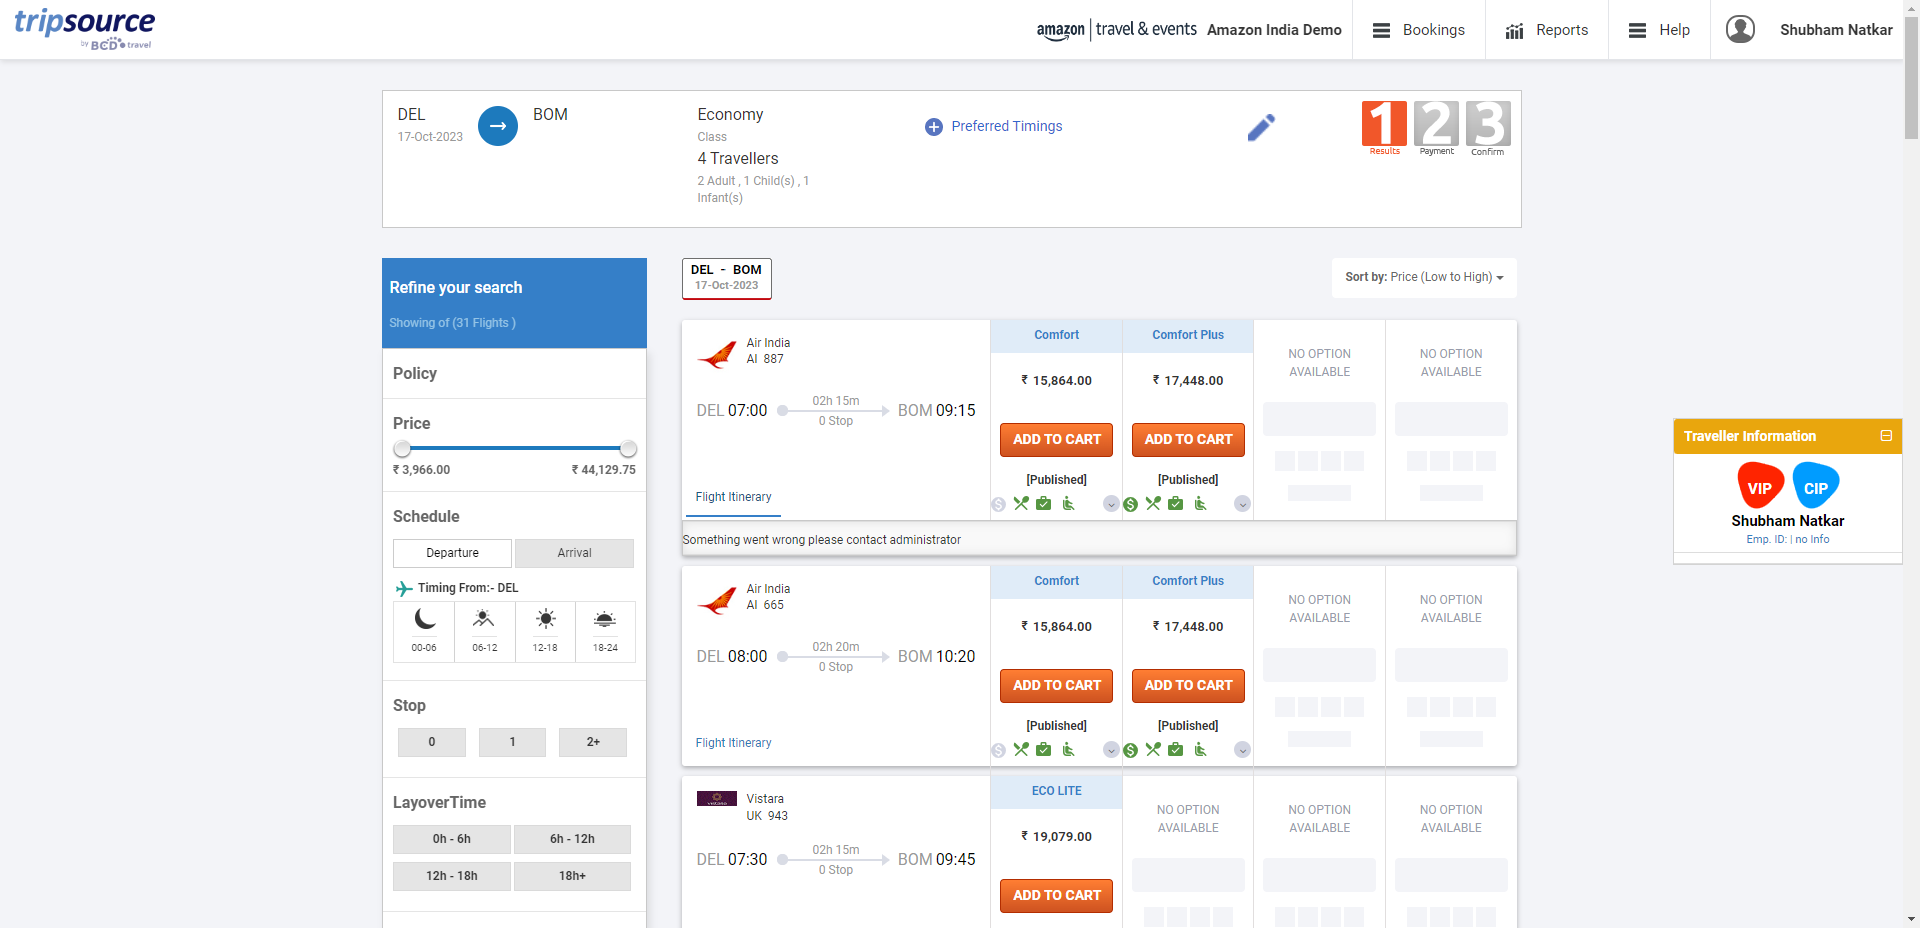 tripsource
by BCD travel
amazon | travel & events
Amazon India Demo
Bookings
Reports
Help
Shubham Natkar
DEL
17-Oct-2023
BOM
Economy
Class
4 Travellers
2 Adult , 1 Child(s) , 1
Infant(s)
Preferred Timings
1
Results
2
Payment
3
Confirm
Refine your search
Showing of (31 Flights )
Policy
Price
₹ 3,966.00
₹ 44,129.75
Schedule
Departure
Arrival
Timing From:- DEL
00-06
06-12
12-18
18-24
Stop
0
1
2+
LayoverTime
0h - 6h
6h - 12h
12h - 18h
18h+
DEL - BOM
17-Oct-2023
Sort by: Price (Low to High)
Air India
AI 887
DEL 07:00
02h 15m
0 Stop
BOM 09:15
Flight Itinerary
Comfort
₹ 15,864.00
ADD TO CART
[Published]
Comfort Plus
₹ 17,448.00
ADD TO CART
[Published]
NO OPTION
AVAILABLE
NO OPTION
AVAILABLE
Something went wrong please contact administrator
Air India
AI 665
DEL 08:00
02h 20m
0 Stop
BOM 10:20
Flight Itinerary
Comfort
₹ 15,864.00
ADD TO CART
[Published]
Comfort Plus
₹ 17,448.00
ADD TO CART
[Published]
NO OPTION
AVAILABLE
NO OPTION
AVAILABLE
Vistara
UK 943
DEL 07:30
02h 15m
0 Stop
BOM 09:45
ECO LITE
₹ 19,079.00
ADD TO CART
NO OPTION
AVAILABLE
NO OPTION
AVAILABLE
NO OPTION
AVAILABLE
Traveller Information
VIP
CIP
Shubham Natkar
Emp. ID: | no Info